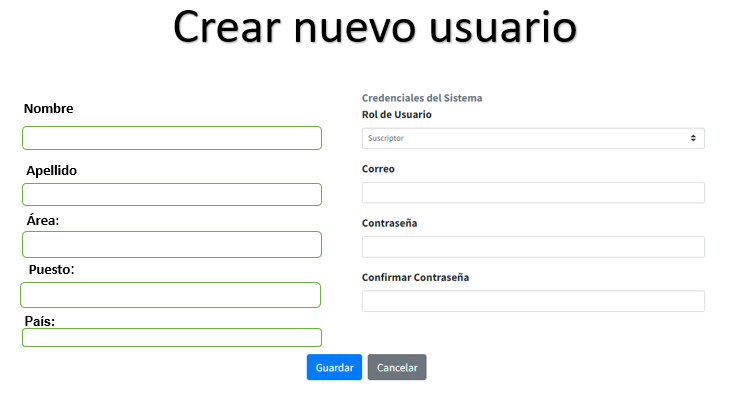 Crear nuevo usuario
Nombre
Apellido
Área:
Puesto:
País:
Credenciales del Sistema
Rol de Usuario
Suscriptor
Correo
Contraseña
Confirmar Contraseña
Guardar
Cancelar